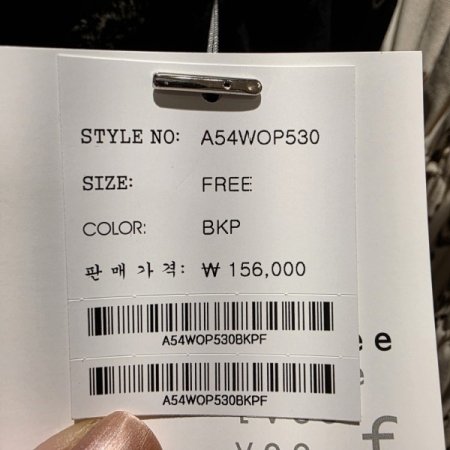 STYLE NO: A54WOP530
SIZE: FREE
COLOR: BKP
판매가격: ₩ 156,000
A54WOP530BKPF
A54WOP530BKPF